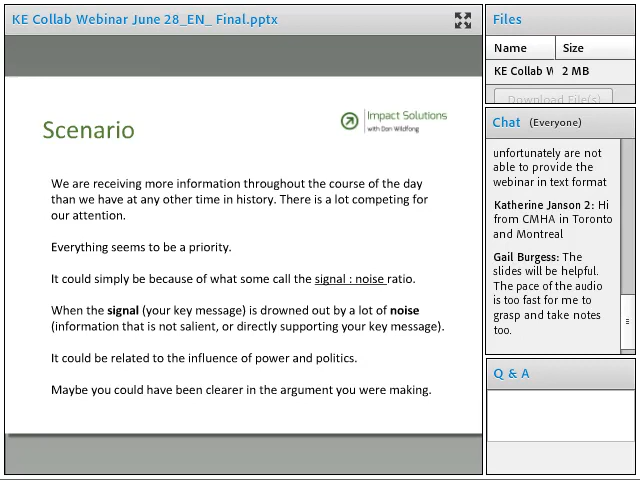 KE Collab Webinar June 28_EN_ Final.pptx
Scenario
Impact Solutions
with Don Wildfong
We are receiving more information throughout the course of the day
than we have at any other time in history. There is a lot competing for
our attention.
Everything seems to be a priority.
It could simply be because of what some call the signal : noise ratio.
When the signal (your key message) is drowned out by a lot of noise
(information that is not salient, or directly supporting your key message).
It could be related to the influence of power and politics.
Maybe you could have been clearer in the argument you were making.
Files
Name Size
KE Collab W 2 MB
Download File(s)
Chat (Everyone)
unfortunately are not
able to provide the
webinar in text format
Katherine Janson 2: Hi
from CMHA in Toronto
and Montreal
Gail Burgess: The
slides will be helpful.
The pace of the audio
is too fast for me to
grasp and take notes
too.
Q & A